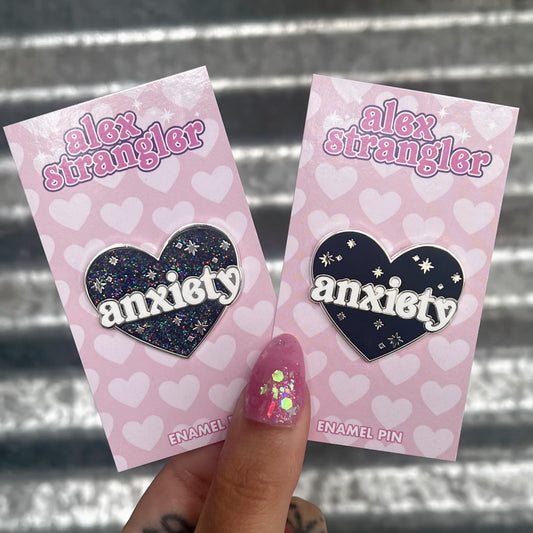 alex
strangler
anxiety
ENAMEL PIN
alex
strangler
anxiety
ENAMEL PIN